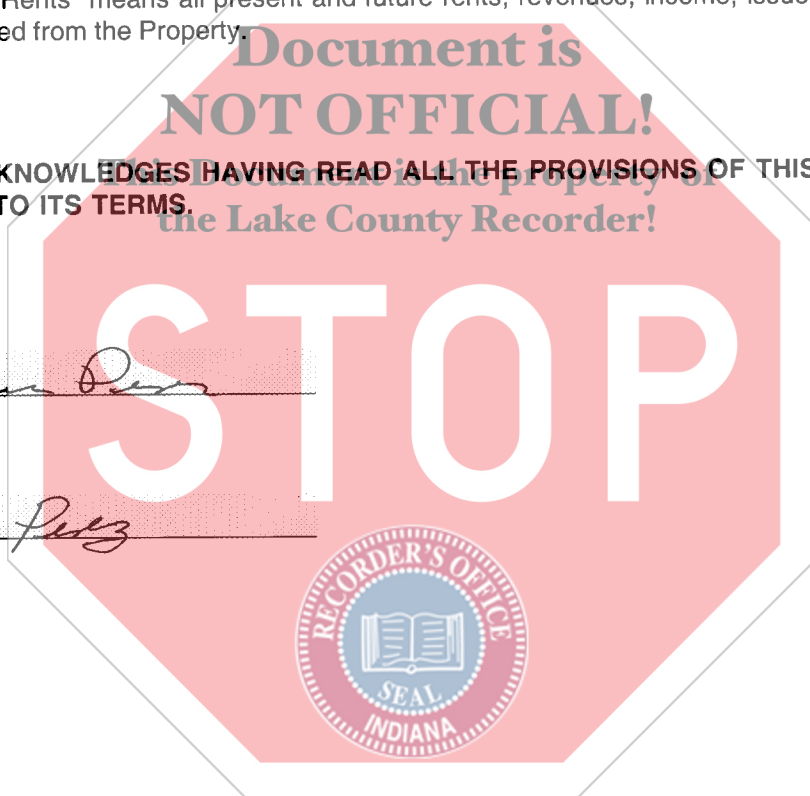 Rents" means all present and future rents, revenues, income, issue
ed from the Property.
Document is
NOT OFFICIAL!
KNOWLEDGES HAVING READ ALL THE PROVISIONS OF THIS
This Document is the property of
TO ITS TERMS.
the Lake County Recorder!
STOP
Perez
RECORDER'S OFFICE
SEAL
INDIANA